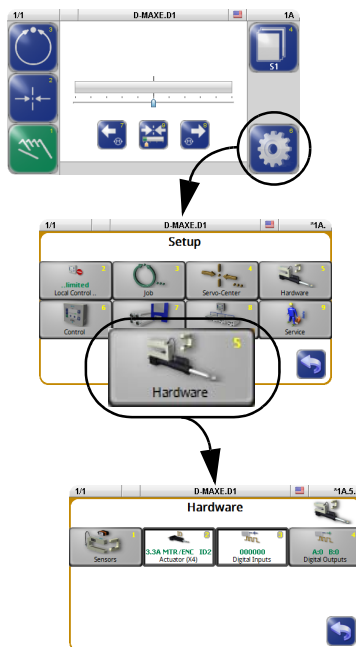 1/1 D-MAXE.D1 1A
3 4
S1
2
7 8 9
1 6
1/1 D-MAXE.D1 *1A.
Setup
2 3 4 5
..limited
Local Control .. Job Servo-Center Hardware
6 7 8 9
Control Service
5
Hardware
1/1 D-MAXE.D1 *1A.5.
Hardware
1 2 3 4
3.3A MTR/ENC ID2 000000 A:0 B:0
Sensors Actuator (X4) Digital Inputs Digital Outputs